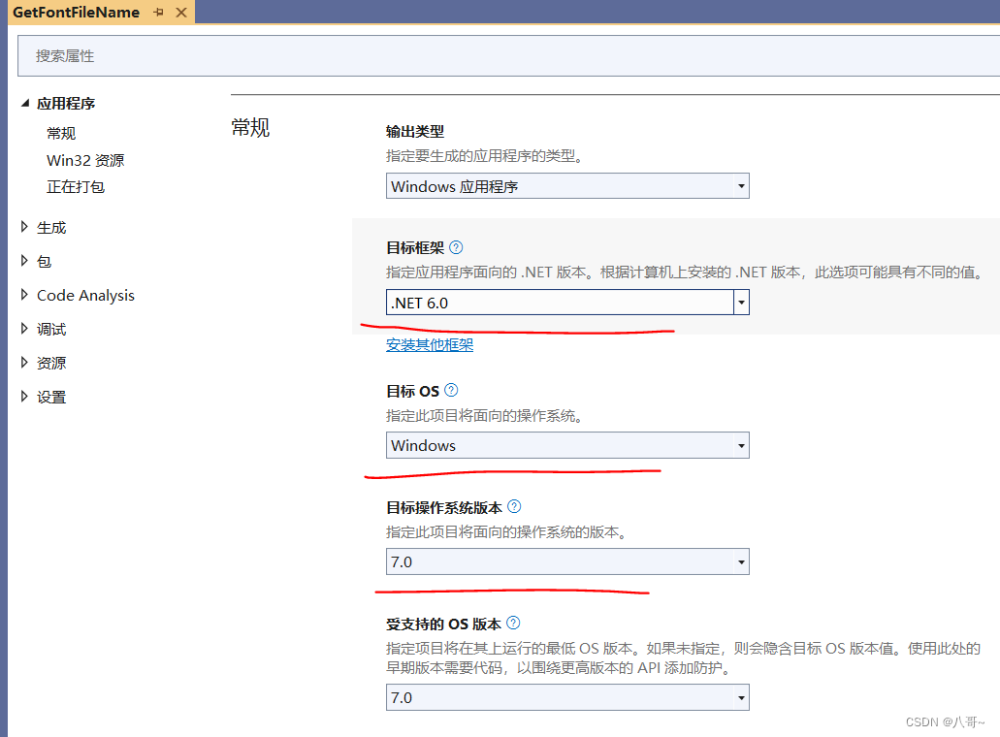 GetFontFileName
搜索属性
应用程序
常规
Win32 资源
正在打包
生成
包
Code Analysis
调试
资源
设置
常规
输出类型
指定要生成的应用程序的类型。
Windows 应用程序
目标框架
指定应用程序面向的 .NET 版本。根据计算机上安装的 .NET 版本，此选项可能具有不同的值。
.NET 6.0
安装其他框架
目标 OS
指定此项目将面向的操作系统。
Windows
目标操作系统版本
指定此项目将面向的操作系统的版本。
7.0
受支持的 OS 版本
指定项目将在其上运行的最低 OS 版本。如果未指定，则会隐含目标 OS 版本值。使用此处的
早期版本需要代码，以围绕更高版本的 API 添加防护。
7.0
CSDN @八哥~